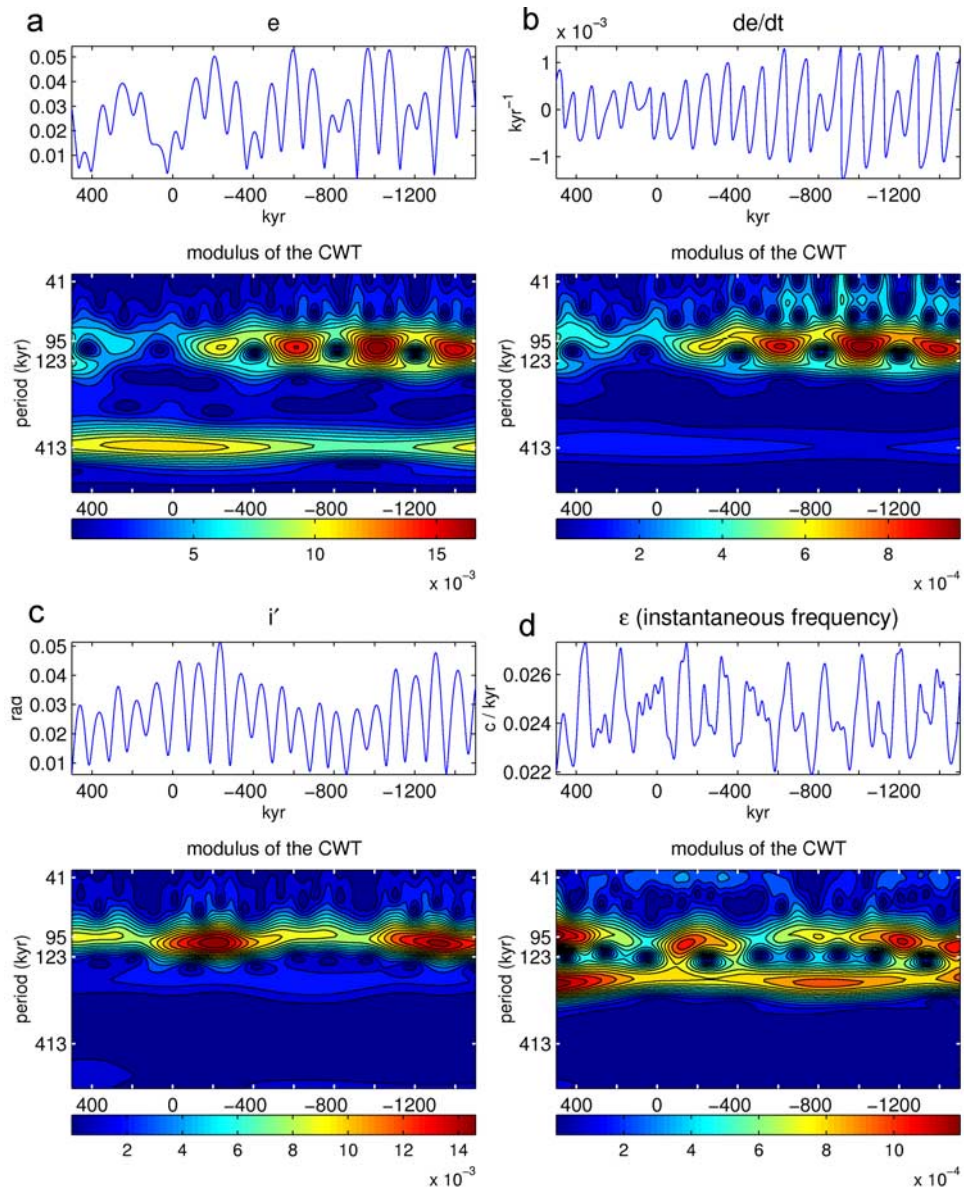 a
e
0.05
0.04
0.03
0.02
0.01
400 0 −400 −800 −1200
kyr
modulus of the CWT
period (kyr)
41
95
123
413
400 0 −400 −800 −1200
5 10 15
x 10⁻³
b
de/dt
x 10⁻³
kyr⁻¹
1
0
−1
400 0 −400 −800 −1200
kyr
modulus of the CWT
period (kyr)
41
95
123
413
400 0 −400 −800 −1200
2 4 6 8
x 10⁻⁴
c
i′
rad
0.05
0.04
0.03
0.02
0.01
400 0 −400 −800 −1200
kyr
modulus of the CWT
period (kyr)
41
95
123
413
400 0 −400 −800 −1200
2 4 6 8 10 12 14
x 10⁻³
d
ε (instantaneous frequency)
c / kyr
0.026
0.024
0.022
400 0 −400 −800 −1200
kyr
modulus of the CWT
period (kyr)
41
95
123
413
400 0 −400 −800 −1200
2 4 6 8 10
x 10⁻⁴